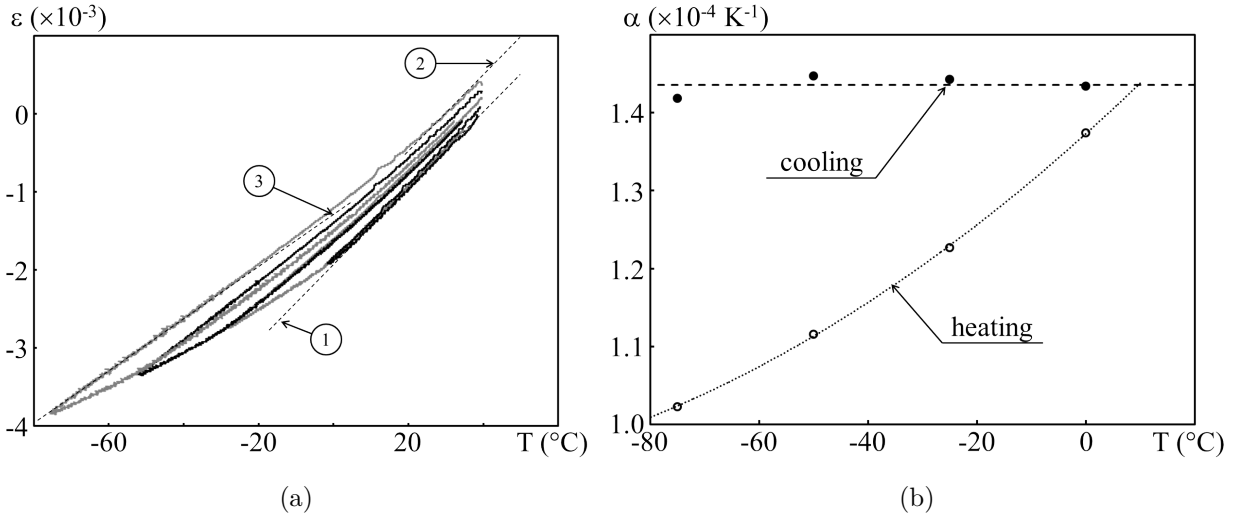 ε (×10-3)
0
-1
-2
-3
-4
-60
-20
20
T (°C)
1
2
3
(a)
α (×10-4 K-1)
1.4
1.3
1.2
1.1
1.0
-80
-60
-40
-20
0
T (°C)
cooling
heating
(b)